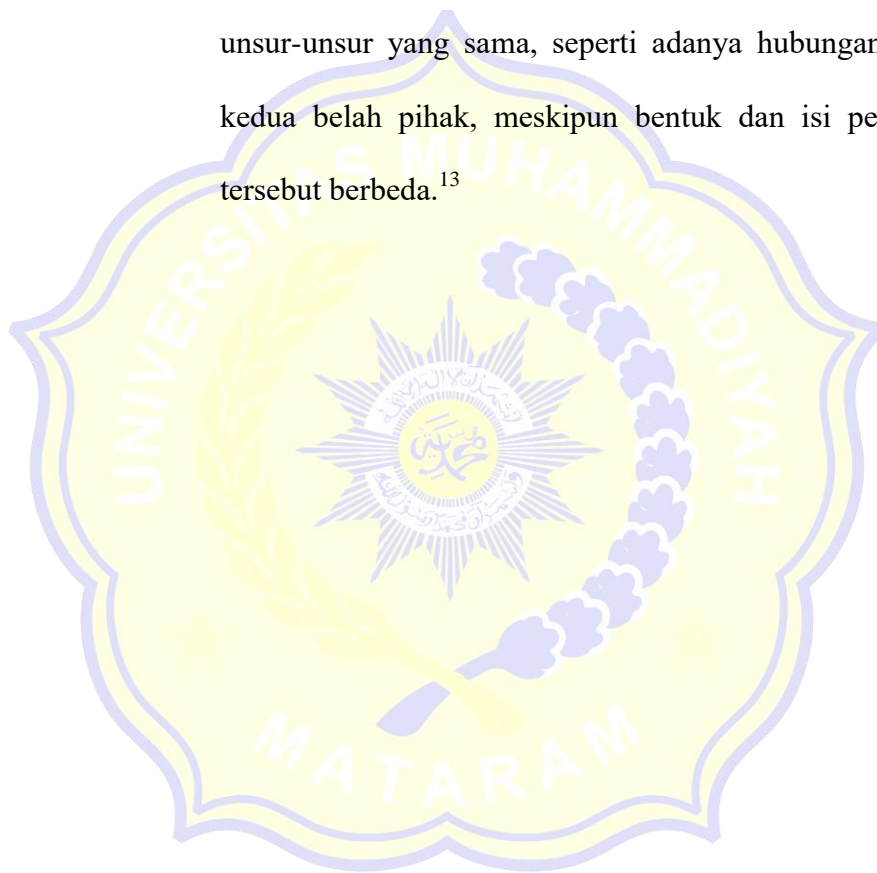 unsur-unsur yang sama, seperti adanya hubungan
kedua belah pihak, meskipun bentuk dan isi pe
tersebut berbeda.13
UNIVERSITAS MUHAMMADIYAH
MATARAM